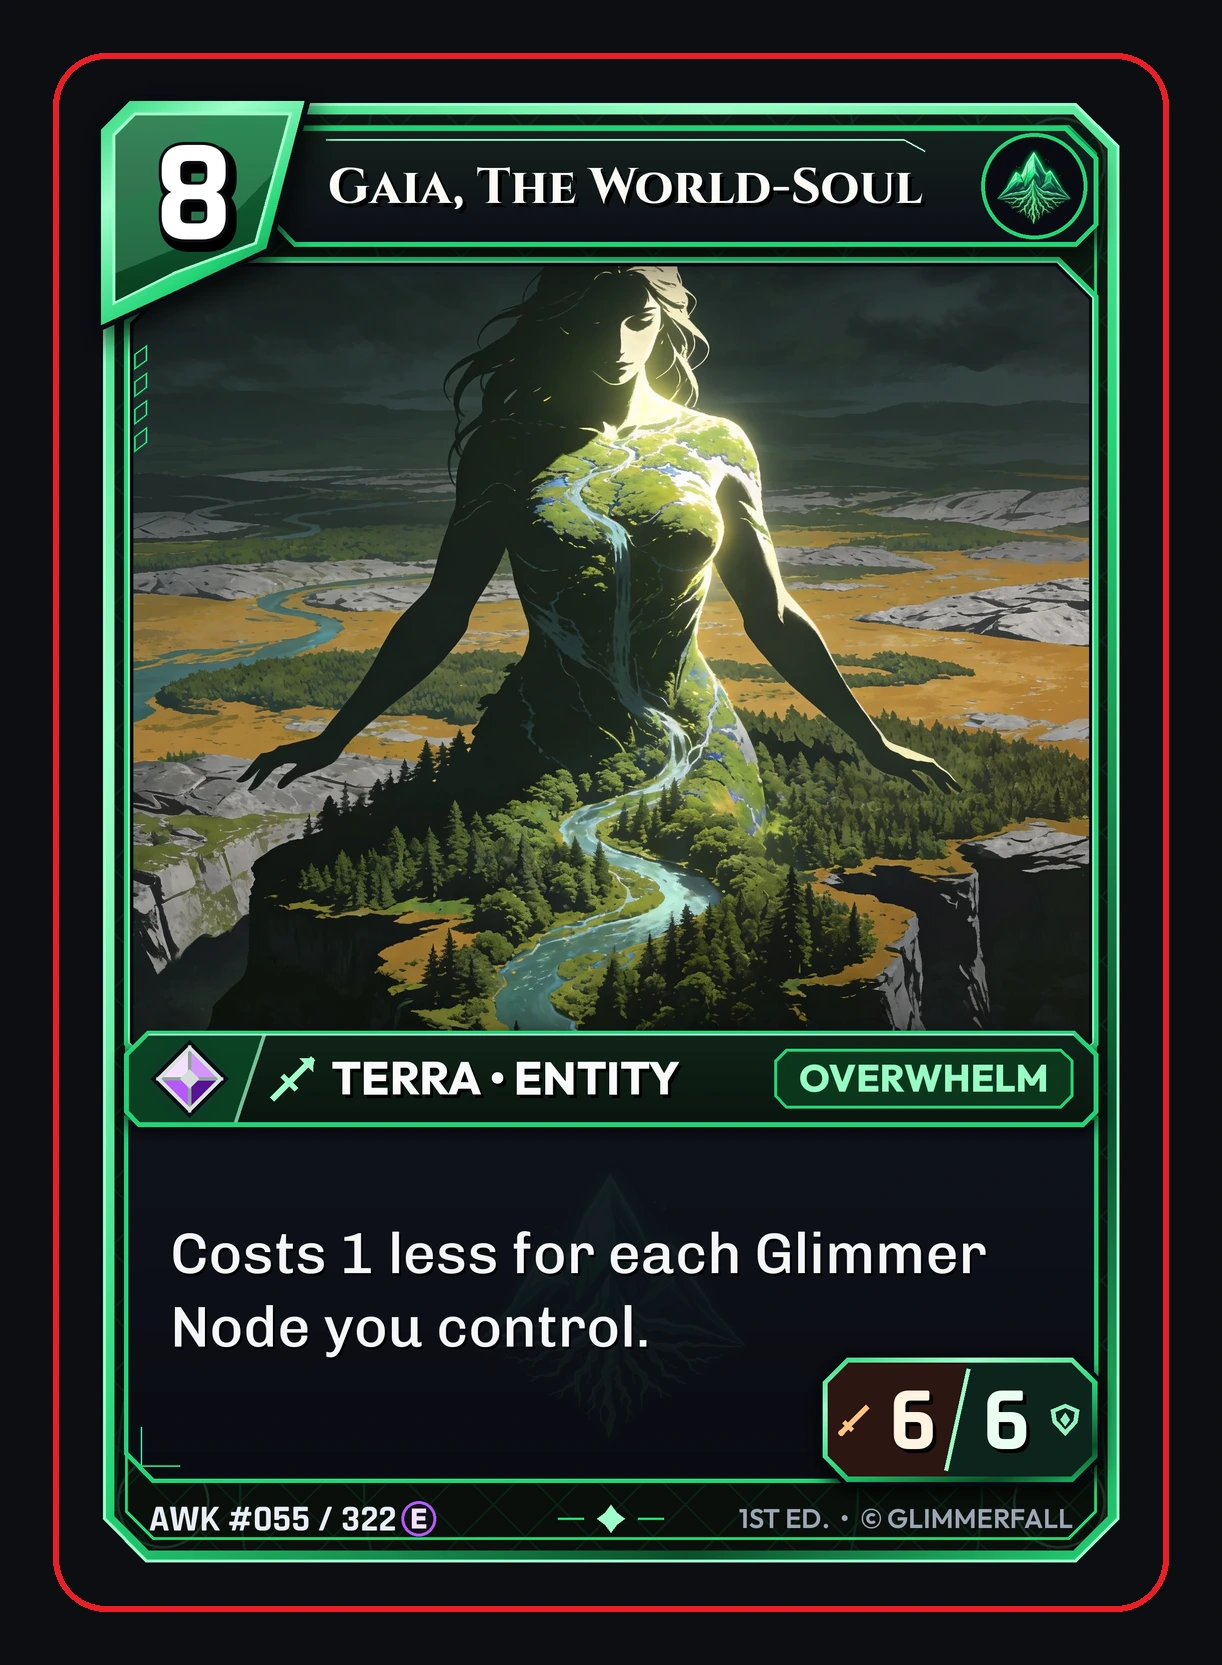 8
Gaia, The World-Soul
TERRA • ENTITY
OVERWHELM
Costs 1 less for each Glimmer
Node you control.
6/6
AWK #055 / 322 E
1ST ED. • © GLIMMERFALL